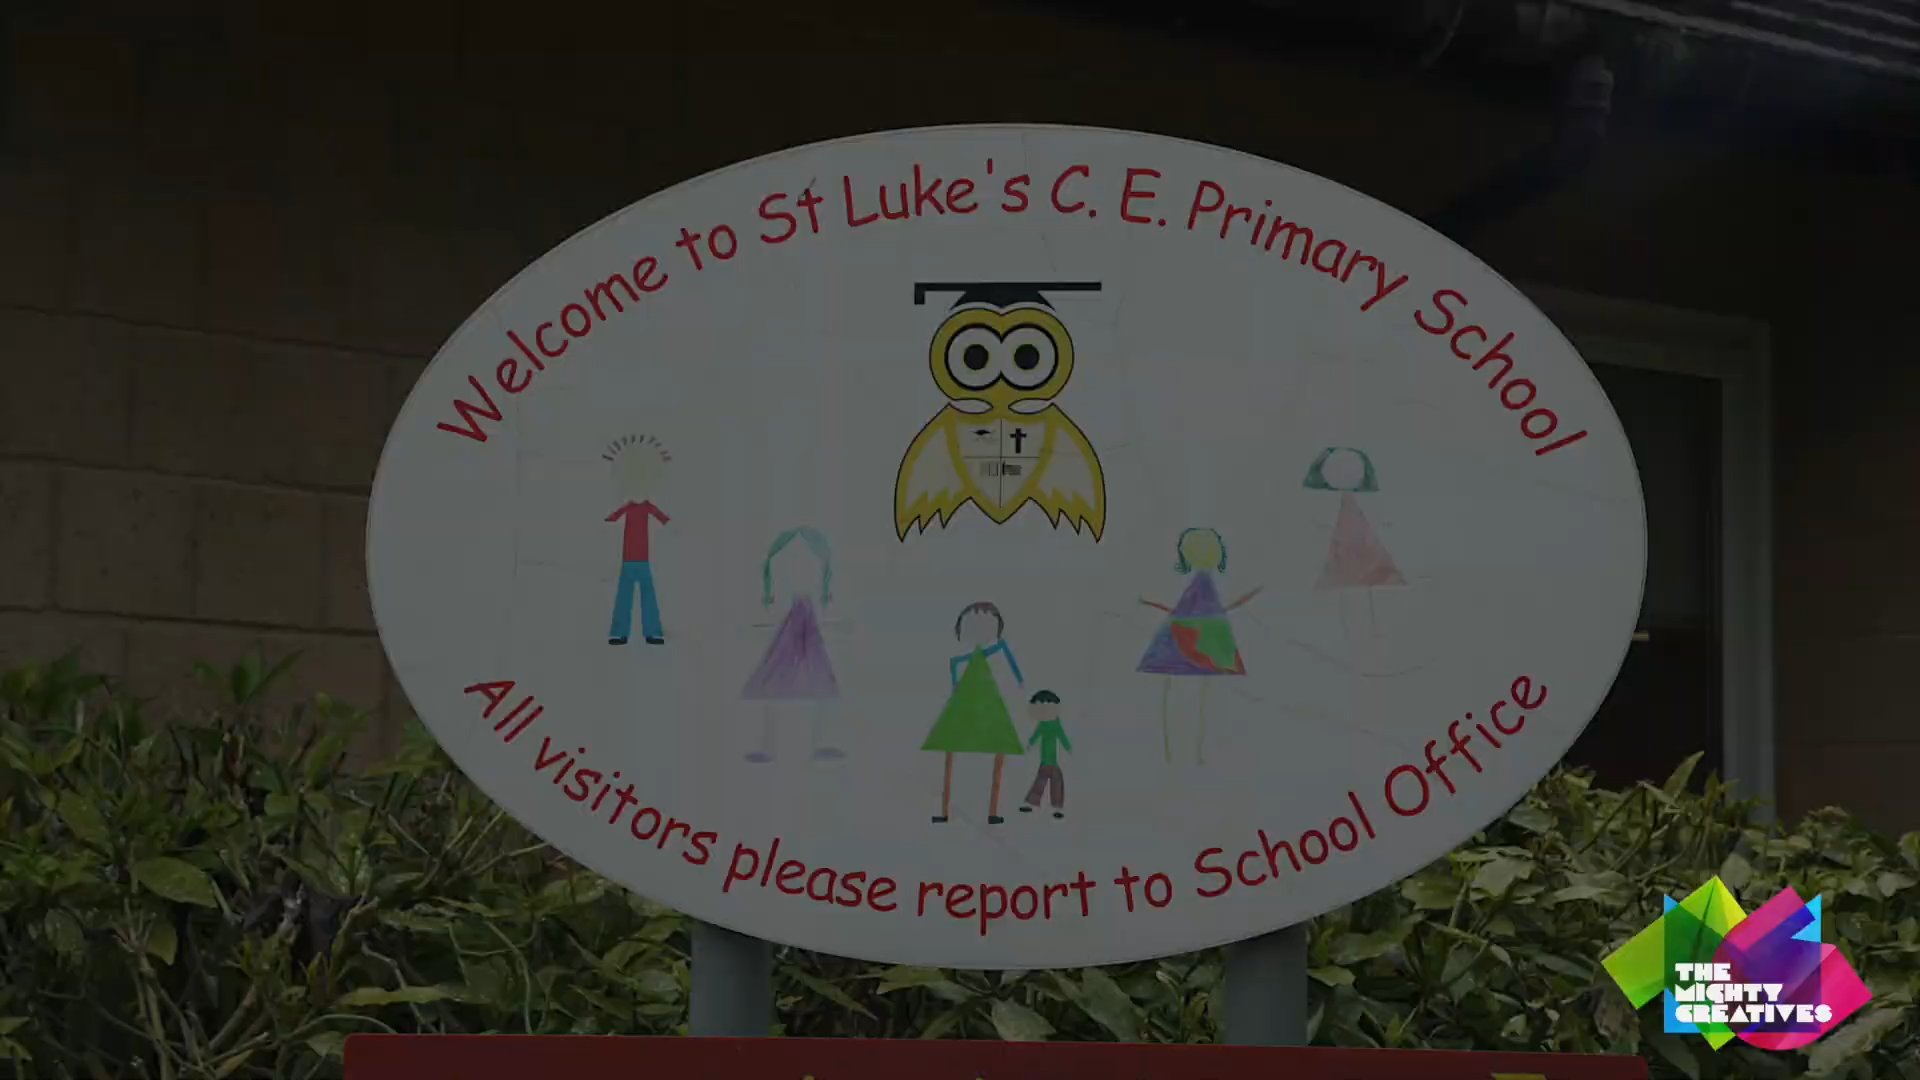 Welcome to St Luke's C. E. Primary School
All visitors please report to School Office
THE
MIGHTY
CREATIVES